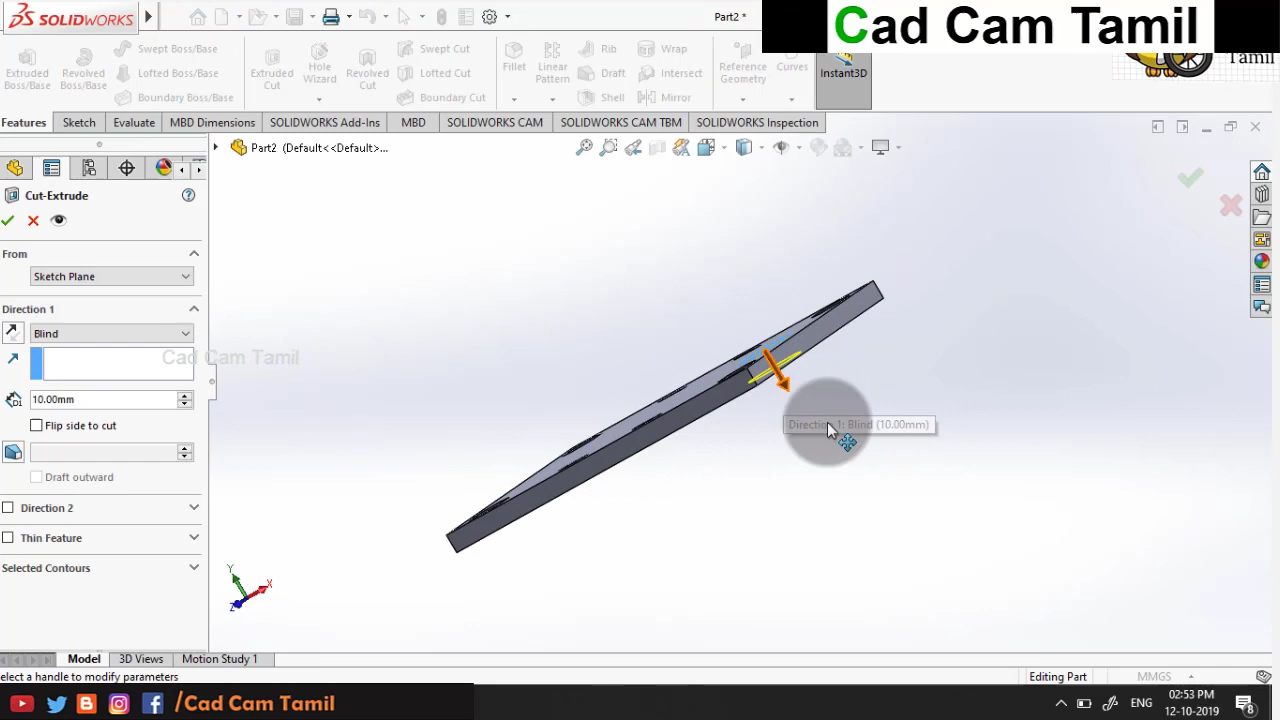 SOLIDWORKS
Part2 *
Cad Cam Tamil
Tamil
Extruded Boss/Base
Revolved Boss/Base
Swept Boss/Base
Lofted Boss/Base
Boundary Boss/Base
Extruded Cut
Hole Wizard
Revolved Cut
Swept Cut
Lofted Cut
Boundary Cut
Fillet
Linear Pattern
Rib
Draft
Shell
Wrap
Intersect
Mirror
Reference Geometry
Curves
Instant3D
Features
Sketch
Evaluate
MBD Dimensions
SOLIDWORKS Add-Ins
MBD
SOLIDWORKS CAM
SOLIDWORKS CAM TBM
SOLIDWORKS Inspection
Part2 (Default<<Default>...
Cut-Extrude
From
Sketch Plane
Direction 1
Blind
Cad Cam Tamil
10.00mm
Flip side to cut
Draft outward
Direction 2
Thin Feature
Selected Contours
Direction 1: Blind (10.00mm)
Y
X
Z
Model
3D Views
Motion Study 1
elect a handle to modify parameters
Editing Part
MMGS
/Cad Cam Tamil
ENG
02:53 PM
12-10-2019
8